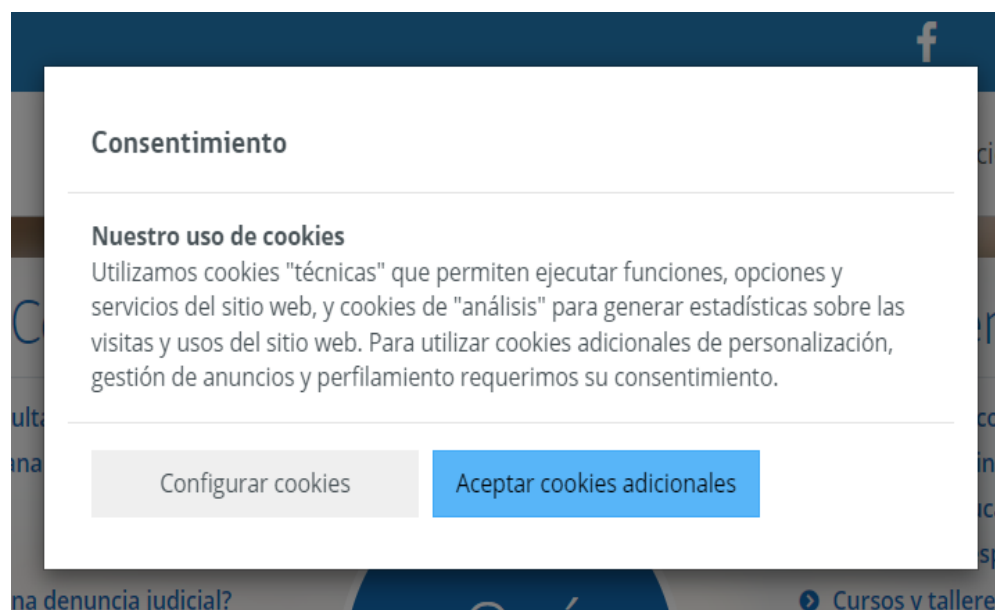 f
Consentimiento
Nuestro uso de cookies
Utilizamos cookies "técnicas" que permiten ejecutar funciones, opciones y
servicios del sitio web, y cookies de "análisis" para generar estadísticas sobre las
visitas y usos del sitio web. Para utilizar cookies adicionales de personalización,
gestión de anuncios y perfilamiento requerimos su consentimiento.
Configurar cookies
Aceptar cookies adicionales
denuncia judicial?
Cursos y